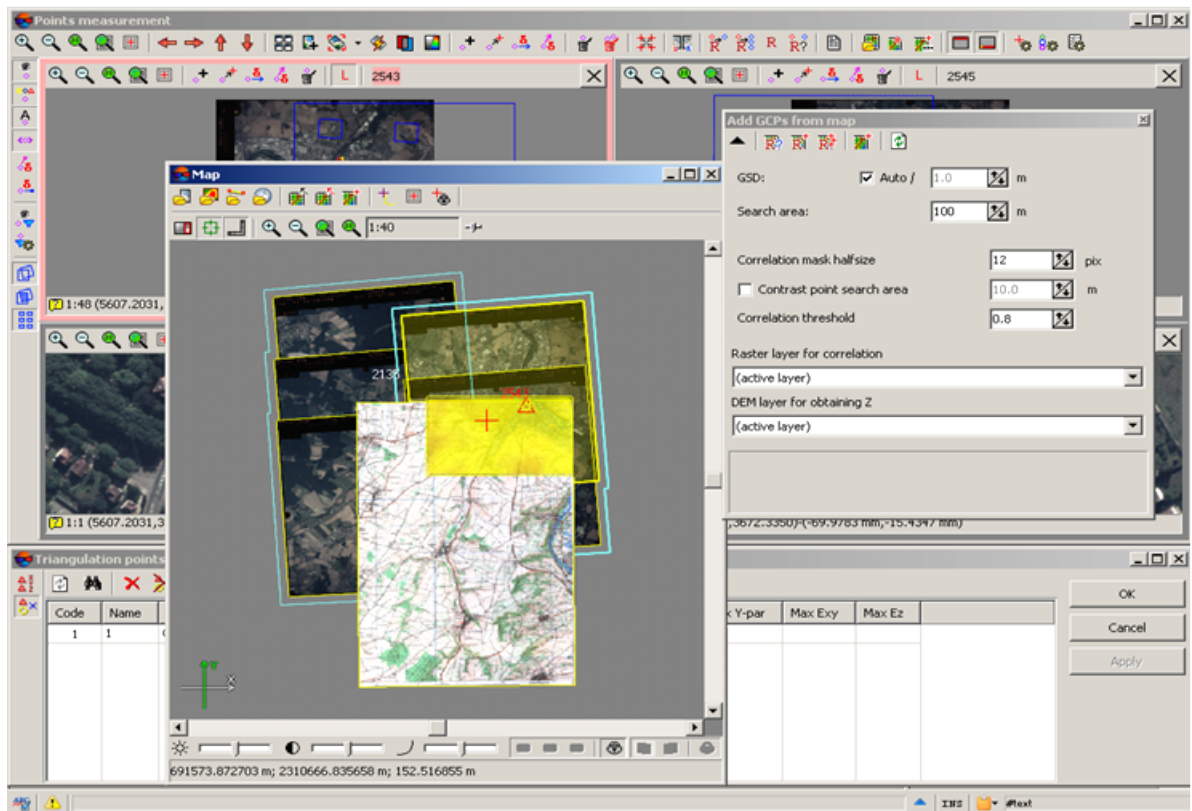 Points measurement
L 2543
L 2545
Add GCPs from map
Map
GSD: Auto / 1.0 m
Search area: 100 m
1:40
Correlation mask halfsize 12 pix
Contrast point search area 10.0 m
1:48 (5607.2031,
Correlation threshold 0.8
Raster layer for correlation
(active layer)
2138
DEM layer for obtaining Z
(active layer)
1:1 (5607.2031,3
,3672.3350)-(-69.9783 mm,-15.4347 mm)
Triangulation points
OK
Code Name Y-par Max Exy Max Ez
1 1
Cancel
Apply
Y
X
691573.872703 m; 2310666.835658 m; 152.516855 m
INS #text